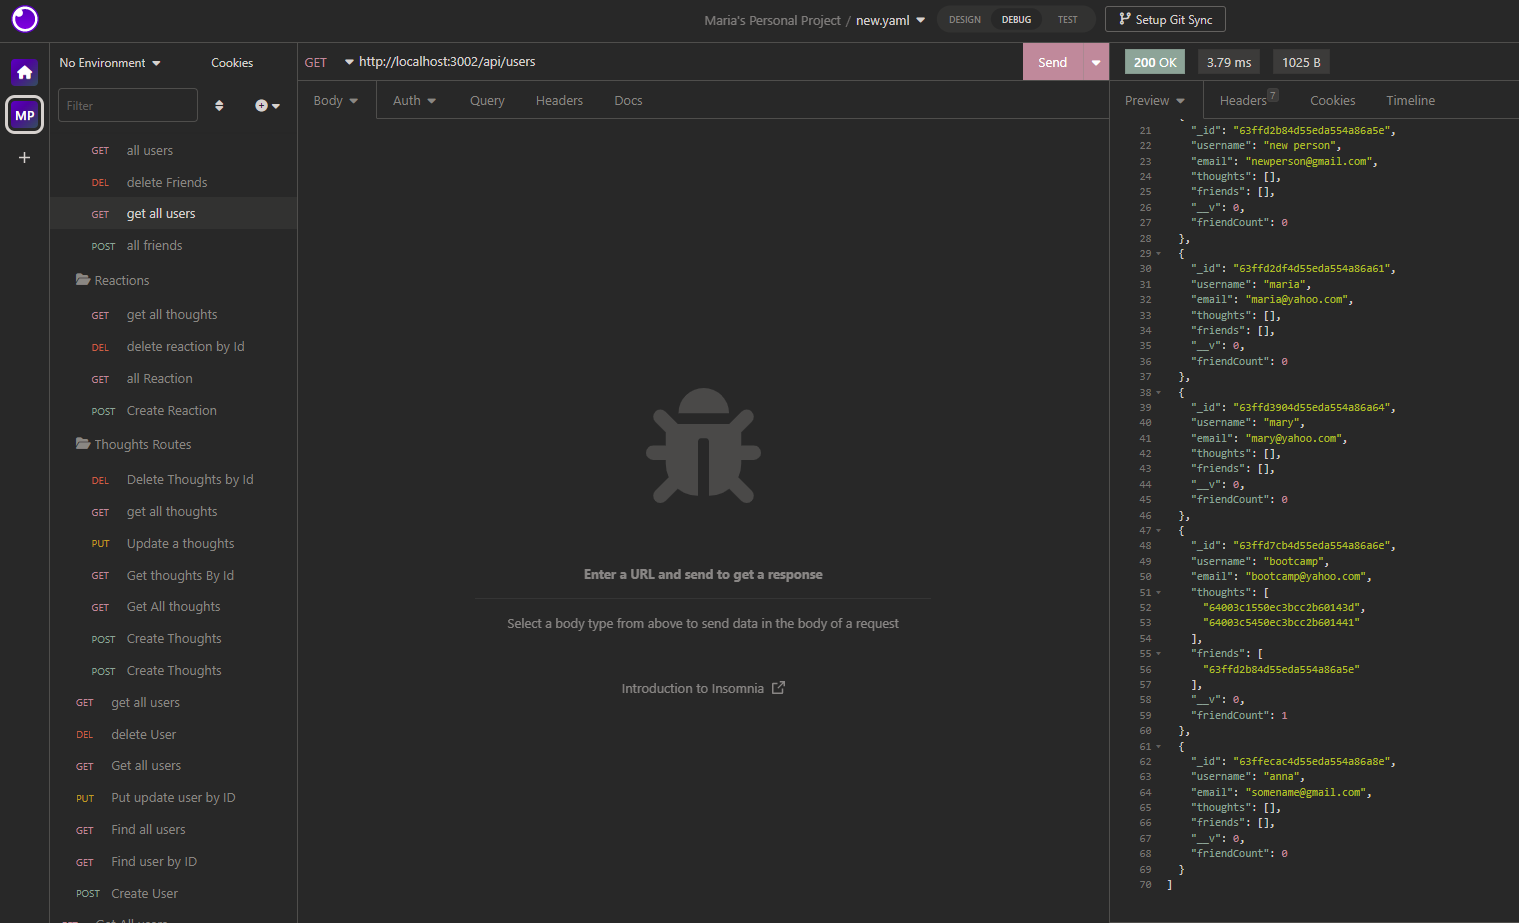 Maria's Personal Project / new.yaml
DESIGN DEBUG TEST
Setup Git Sync
MP
No Environment
Cookies
Filter
GET all users
DEL delete Friends
GET get all users
POST all friends
Reactions
GET get all thoughts
DEL delete reaction by Id
GET all Reaction
POST Create Reaction
Thoughts Routes
DEL Delete Thoughts by Id
GET get all thoughts
PUT Update a thoughts
GET Get thoughts By Id
GET Get All thoughts
POST Create Thoughts
POST Create Thoughts
GET get all users
DEL delete User
GET Get all users
PUT Put update user by ID
GET Find all users
GET Find user by ID
POST Create User
GET http://localhost:3002/api/users
Send
Body Auth Query Headers Docs
Enter a URL and send to get a response
Select a body type from above to send data in the body of a request
Introduction to Insomnia
200 OK 3.79 ms 1025 B
Preview Headers 7 Cookies Timeline
21 "_id": "63ffd2b84d55eda554a86a5e",
22 "username": "new person",
23 "email": "newperson@gmail.com",
24 "thoughts": [],
25 "friends": [],
26 "__v": 0,
27 "friendCount": 0
28 },
29 {
30 "_id": "63ffd2df4d55eda554a86a61",
31 "username": "maria",
32 "email": "maria@yahoo.com",
33 "thoughts": [],
34 "friends": [],
35 "__v": 0,
36 "friendCount": 0
37 },
38 {
39 "_id": "63ffd3904d55eda554a86a64",
40 "username": "mary",
41 "email": "mary@yahoo.com",
42 "thoughts": [],
43 "friends": [],
44 "__v": 0,
45 "friendCount": 0
46 },
47 {
48 "_id": "63ffd7cb4d55eda554a86a6e",
49 "username": "bootcamp",
50 "email": "bootcamp@yahoo.com",
51 "thoughts": [
52 "64003c1550ec3bcc2b60143d",
53 "64003c5450ec3bcc2b601441"
54 ],
55 "friends": [
56 "63ffd2b84d55eda554a86a5e"
57 ],
58 "__v": 0,
59 "friendCount": 1
60 },
61 {
62 "_id": "63ffecac4d55eda554a86a8e",
63 "username": "anna",
64 "email": "somename@gmail.com",
65 "thoughts": [],
66 "friends": [],
67 "__v": 0,
68 "friendCount": 0
69 }
70 ]